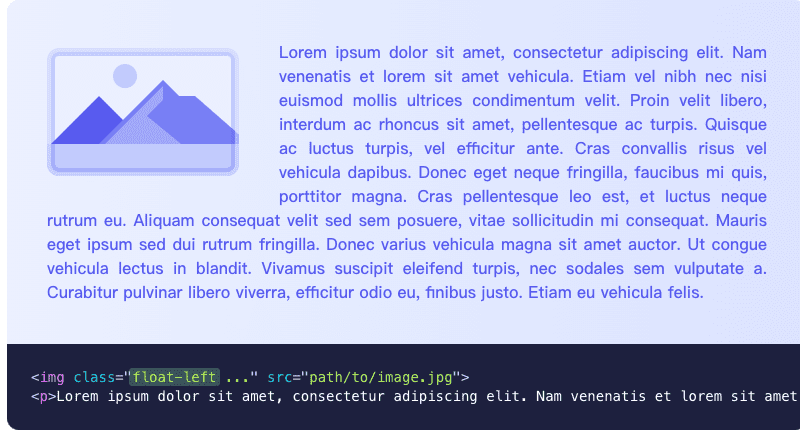 Lorem ipsum dolor sit amet, consectetur adipiscing elit. Nam
venenatis et lorem sit amet vehicula. Etiam vel nibh nec nisi
euismod mollis ultrices condimentum velit. Proin velit libero,
interdum ac rhoncus sit amet, pellentesque ac turpis. Quisque
ac luctus turpis, vel efficitur ante. Cras convallis risus vel
vehicula dapibus. Donec eget neque fringilla, faucibus mi quis,
porttitor magna. Cras pellentesque leo est, et luctus neque
rutrum eu. Aliquam consequat velit sed sem posuere, vitae sollicitudin mi consequat. Mauris
eget ipsum sed dui rutrum fringilla. Donec varius vehicula magna sit amet auctor. Ut congue
vehicula lectus in blandit. Vivamus suscipit eleifend turpis, nec sodales sem vulputate a.
Curabitur pulvinar libero viverra, efficitur odio eu, finibus justo. Etiam eu vehicula felis.
<img class="float-left ..." src="path/to/image.jpg">
<p>Lorem ipsum dolor sit amet, consectetur adipiscing elit. Nam venenatis et lorem sit amet